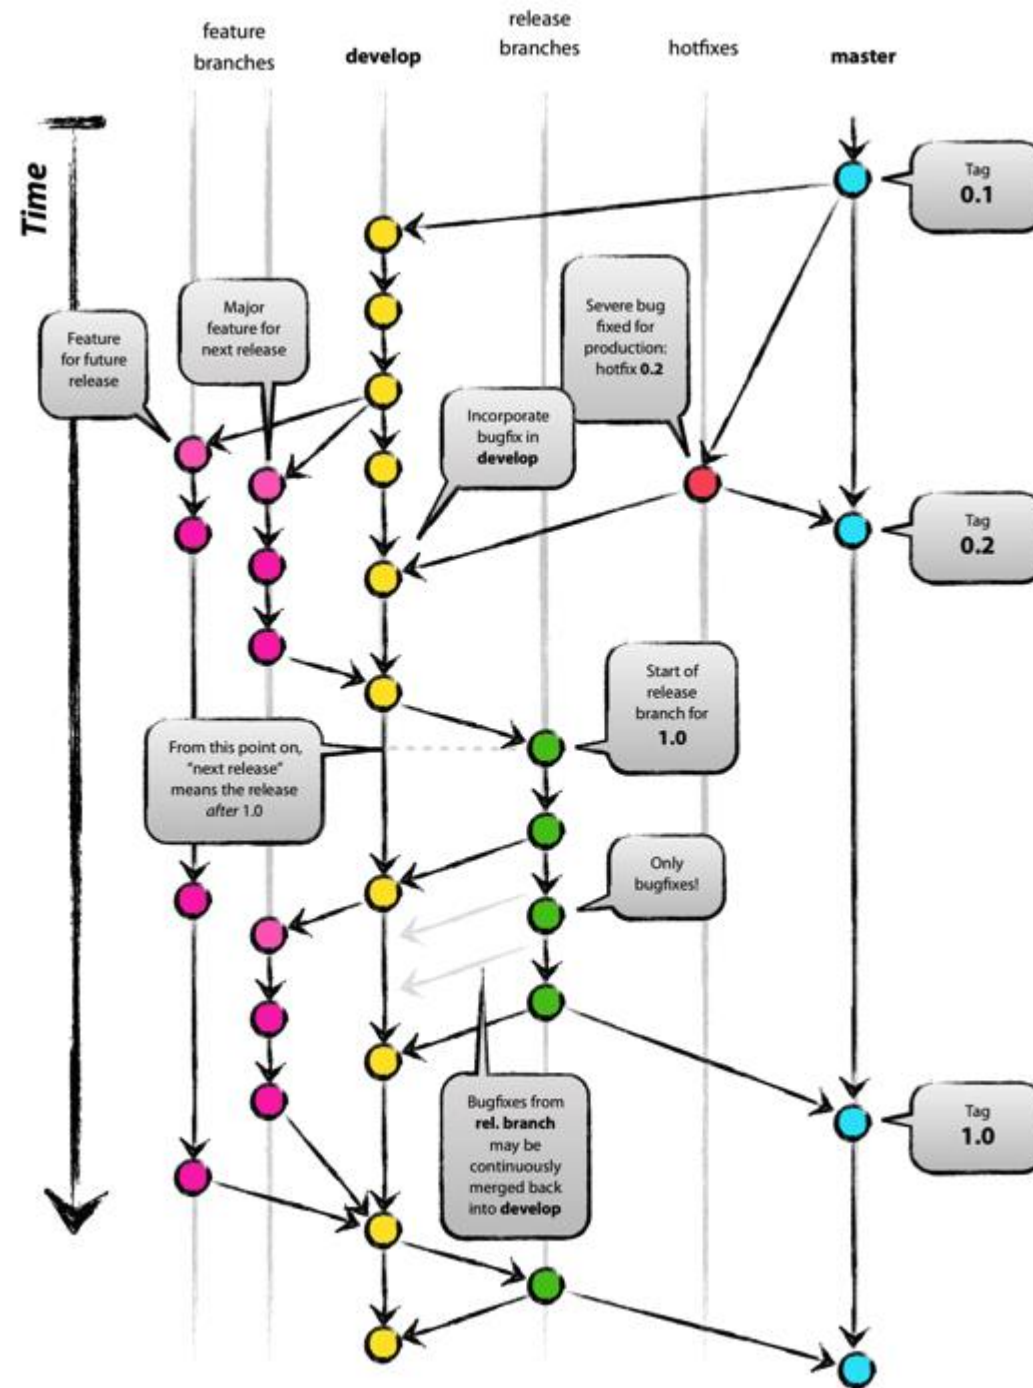 feature
branches
develop
release
branches
hotfixes
master
Time
Tag
0.1
Major
feature for
next release
Feature
for future
release
Severe bug
fixed for
production:
hotfix 0.2
Incorporate
bugfix in
develop
Tag
0.2
Start of
release
branch for
1.0
From this point on,
“next release”
means the release
after 1.0
Only
bugfixes!
Bugfixes from
rel. branch
may be
continuously
merged back
into develop
Tag
1.0